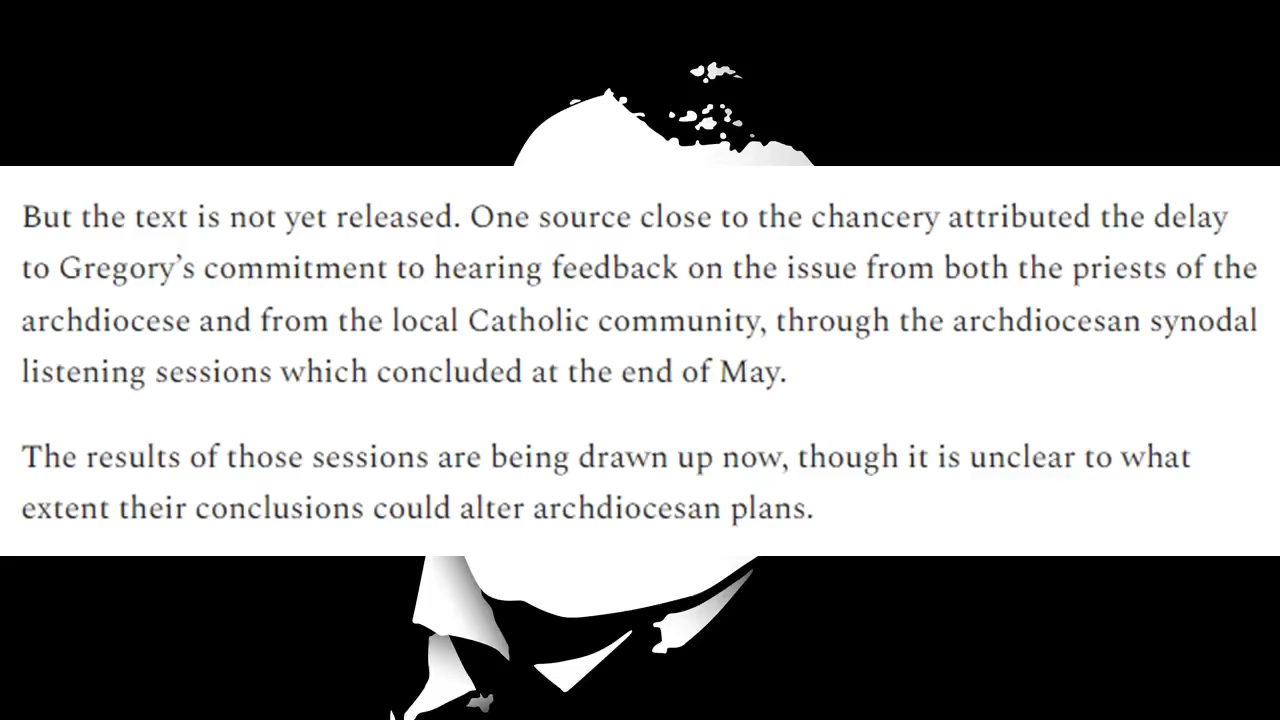 But the text is not yet released. One source close to the chancery attributed the delay
to Gregory’s commitment to hearing feedback on the issue from both the priests of the
archdiocese and from the local Catholic community, through the archdiocesan synodal
listening sessions which concluded at the end of May.
The results of those sessions are being drawn up now, though it is unclear to what
extent their conclusions could alter archdiocesan plans.